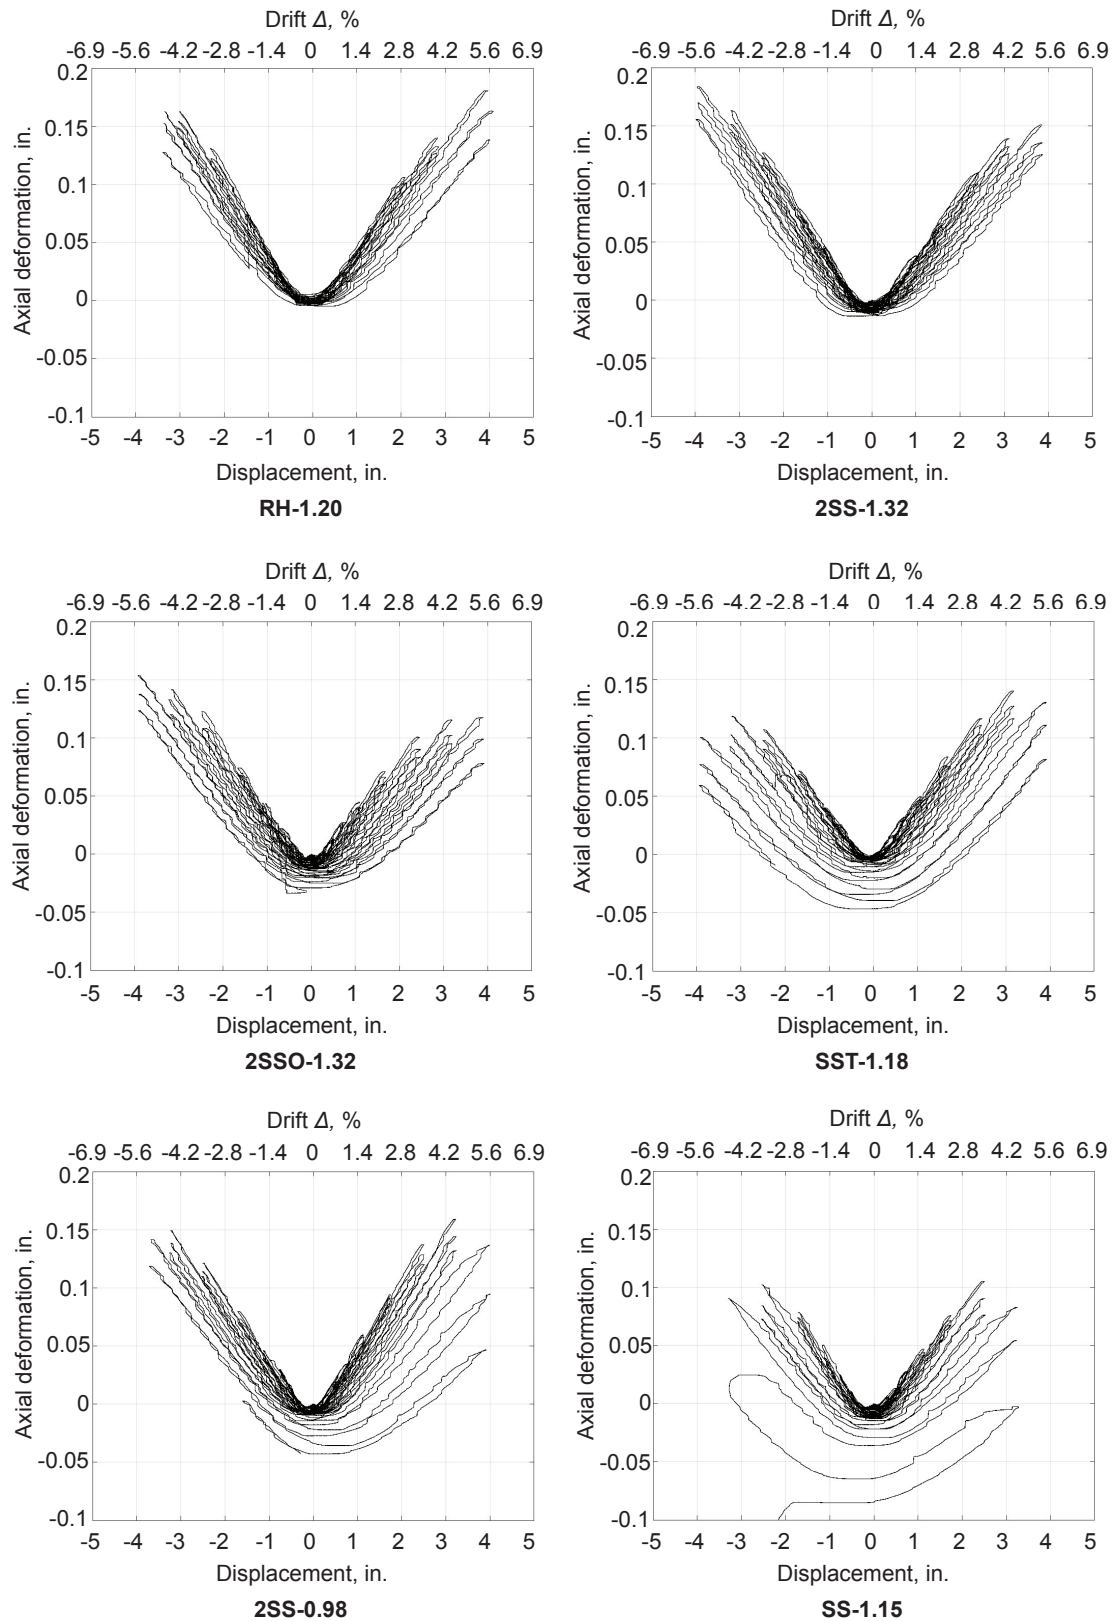 Drift Δ, %
-6.9 -5.6 -4.2 -2.8 -1.4 0 1.4 2.8 4.2 5.6 6.9
0.2
0.15
0.1
0.05
0
-0.05
-0.1
Axial deformation, in.
-5 -4 -3 -2 -1 0 1 2 3 4 5
Displacement, in.
RH-1.20
Drift Δ, %
-6.9 -5.6 -4.2 -2.8 -1.4 0 1.4 2.8 4.2 5.6 6.9
0.2
0.15
0.1
0.05
0
-0.05
-0.1
Axial deformation, in.
-5 -4 -3 -2 -1 0 1 2 3 4 5
Displacement, in.
2SS-1.32
Drift Δ, %
-6.9 -5.6 -4.2 -2.8 -1.4 0 1.4 2.8 4.2 5.6 6.9
0.2
0.15
0.1
0.05
0
-0.05
-0.1
Axial deformation, in.
-5 -4 -3 -2 -1 0 1 2 3 4 5
Displacement, in.
2SSO-1.32
Drift Δ, %
-6.9 -5.6 -4.2 -2.8 -1.4 0 1.4 2.8 4.2 5.6 6.9
0.2
0.15
0.1
0.05
0
-0.05
-0.1
Axial deformation, in.
-5 -4 -3 -2 -1 0 1 2 3 4 5
Displacement, in.
SST-1.18
Drift Δ, %
-6.9 -5.6 -4.2 -2.8 -1.4 0 1.4 2.8 4.2 5.6 6.9
0.2
0.15
0.1
0.05
0
-0.05
-0.1
Axial deformation, in.
-5 -4 -3 -2 -1 0 1 2 3 4 5
Displacement, in.
2SS-0.98
Drift Δ, %
-6.9 -5.6 -4.2 -2.8 -1.4 0 1.4 2.8 4.2 5.6 6.9
0.2
0.15
0.1
0.05
0
-0.05
-0.1
Axial deformation, in.
-5 -4 -3 -2 -1 0 1 2 3 4 5
Displacement, in.
SS-1.15